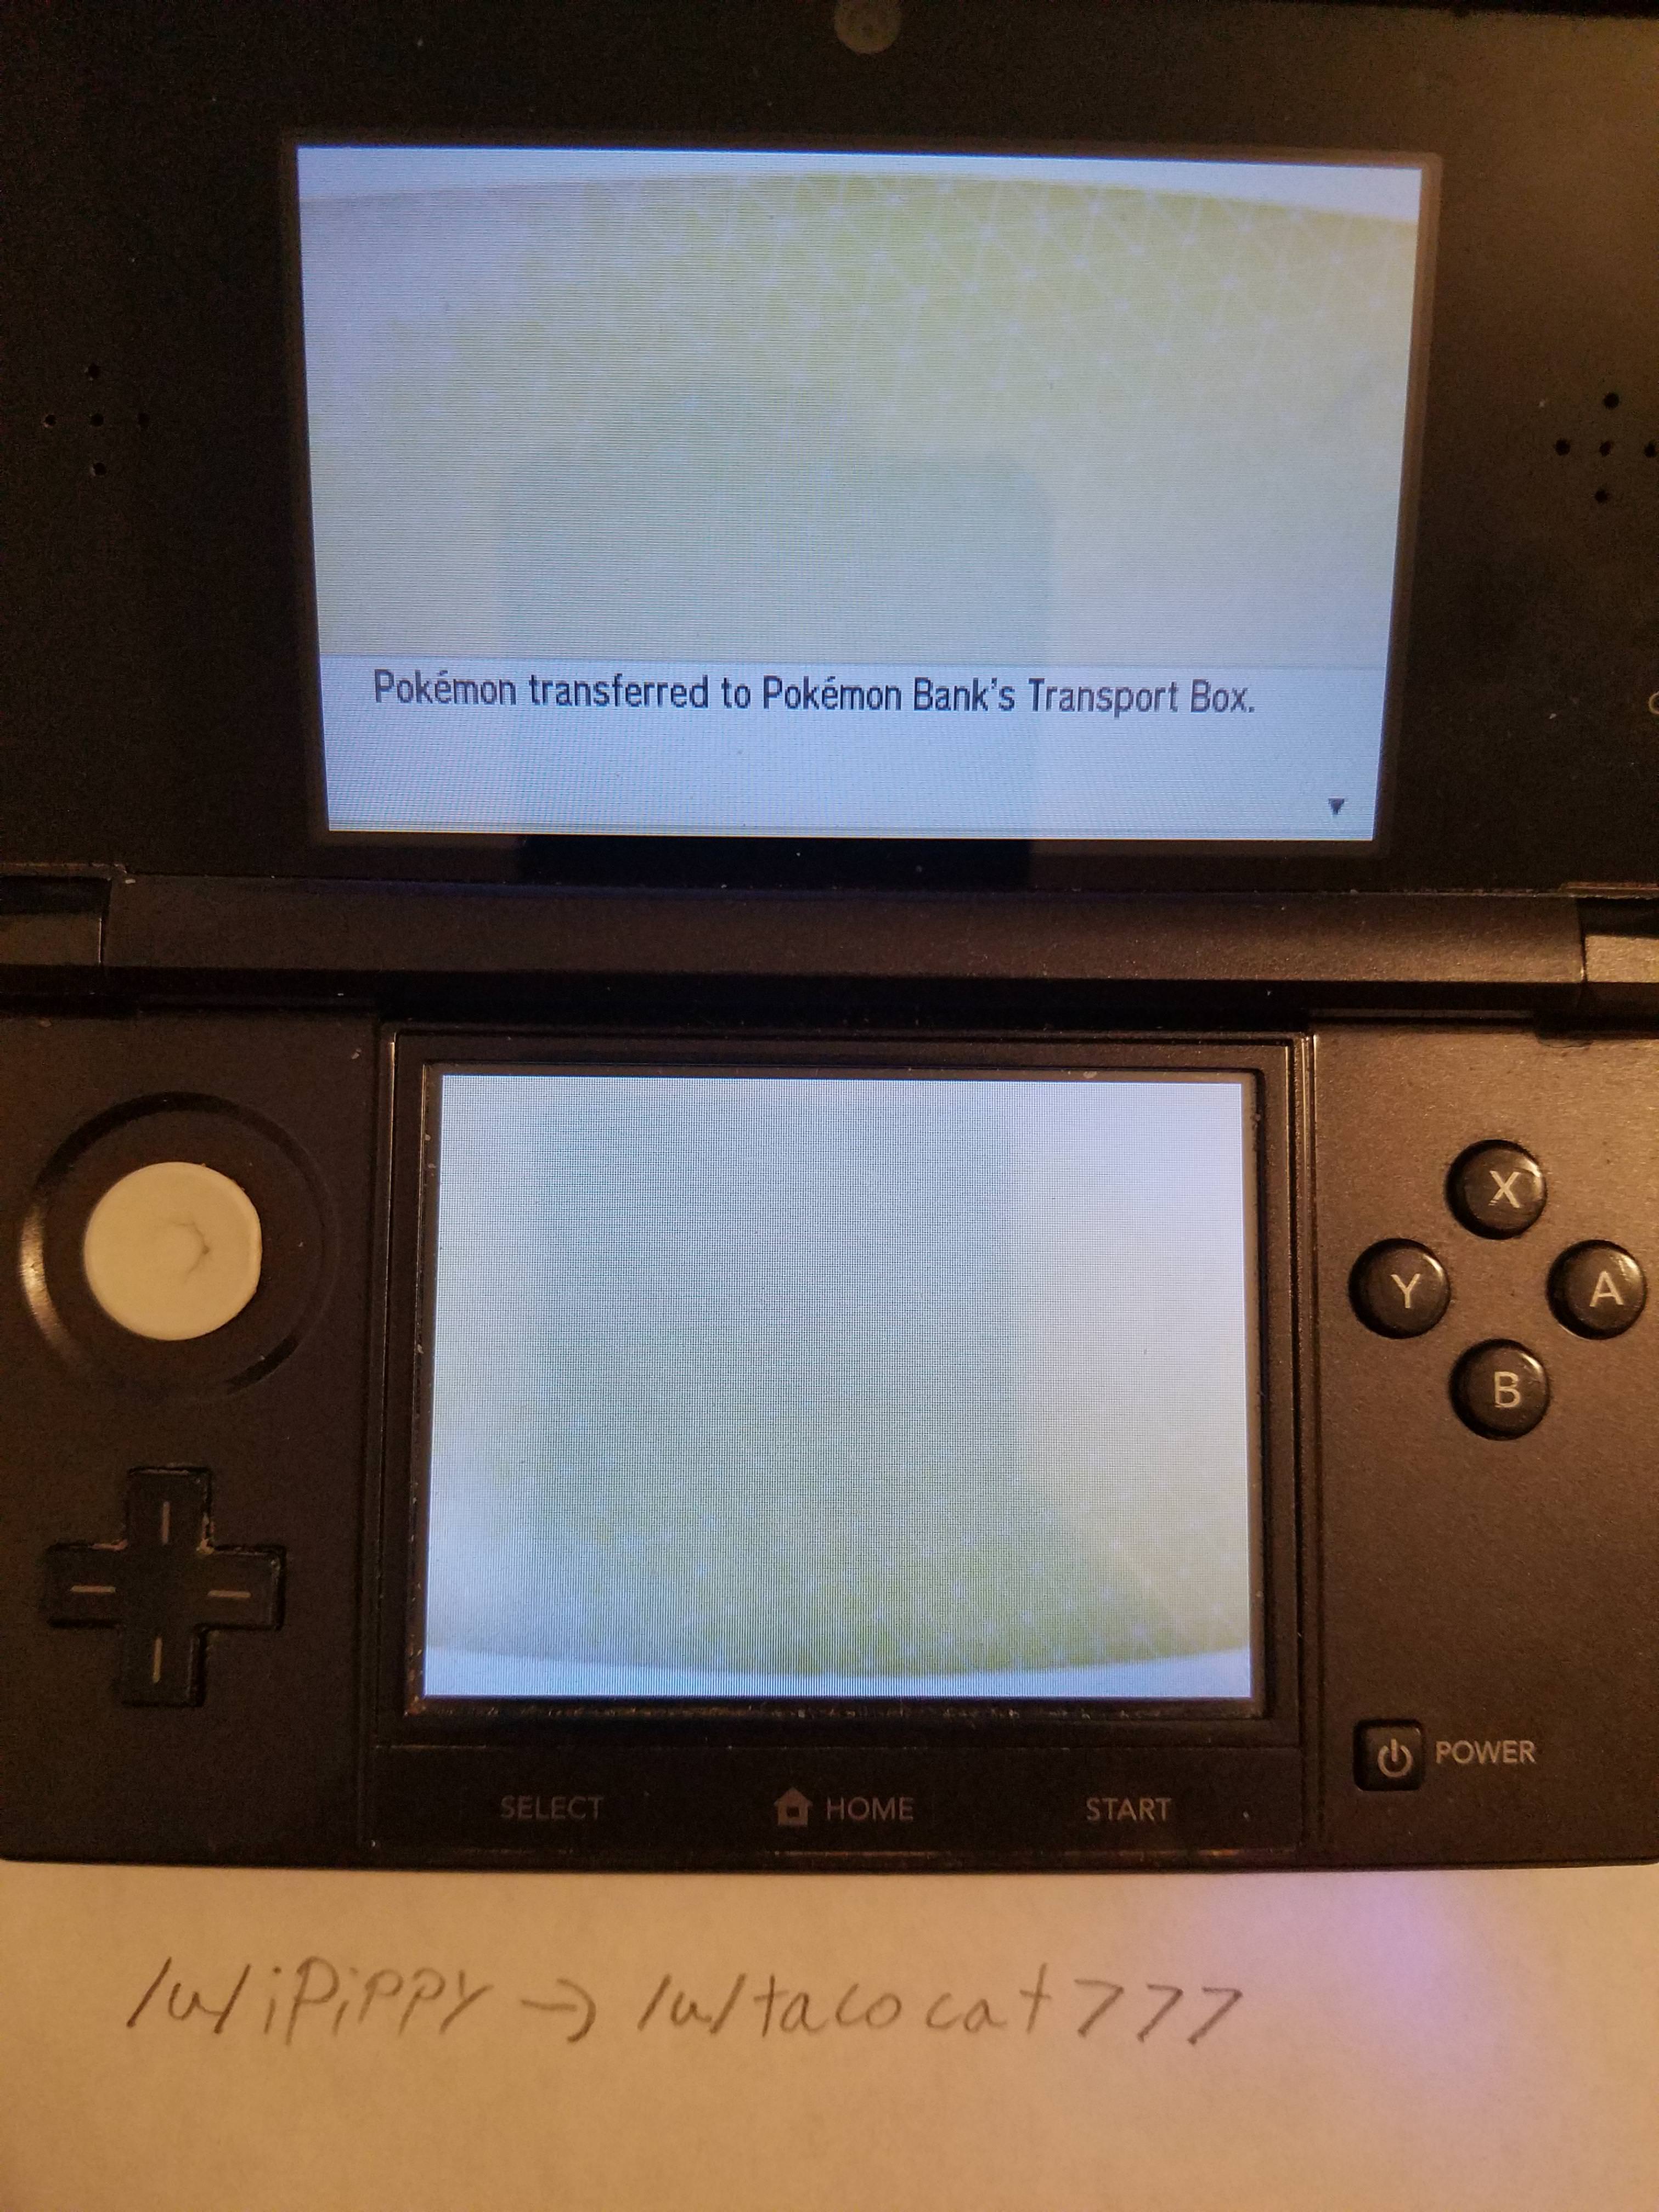 Pokémon transferred to Pokémon Bank's Transport Box.
X
Y
A
B
POWER
SELECT
HOME
START
/u/iPippy → /u/tacocat777